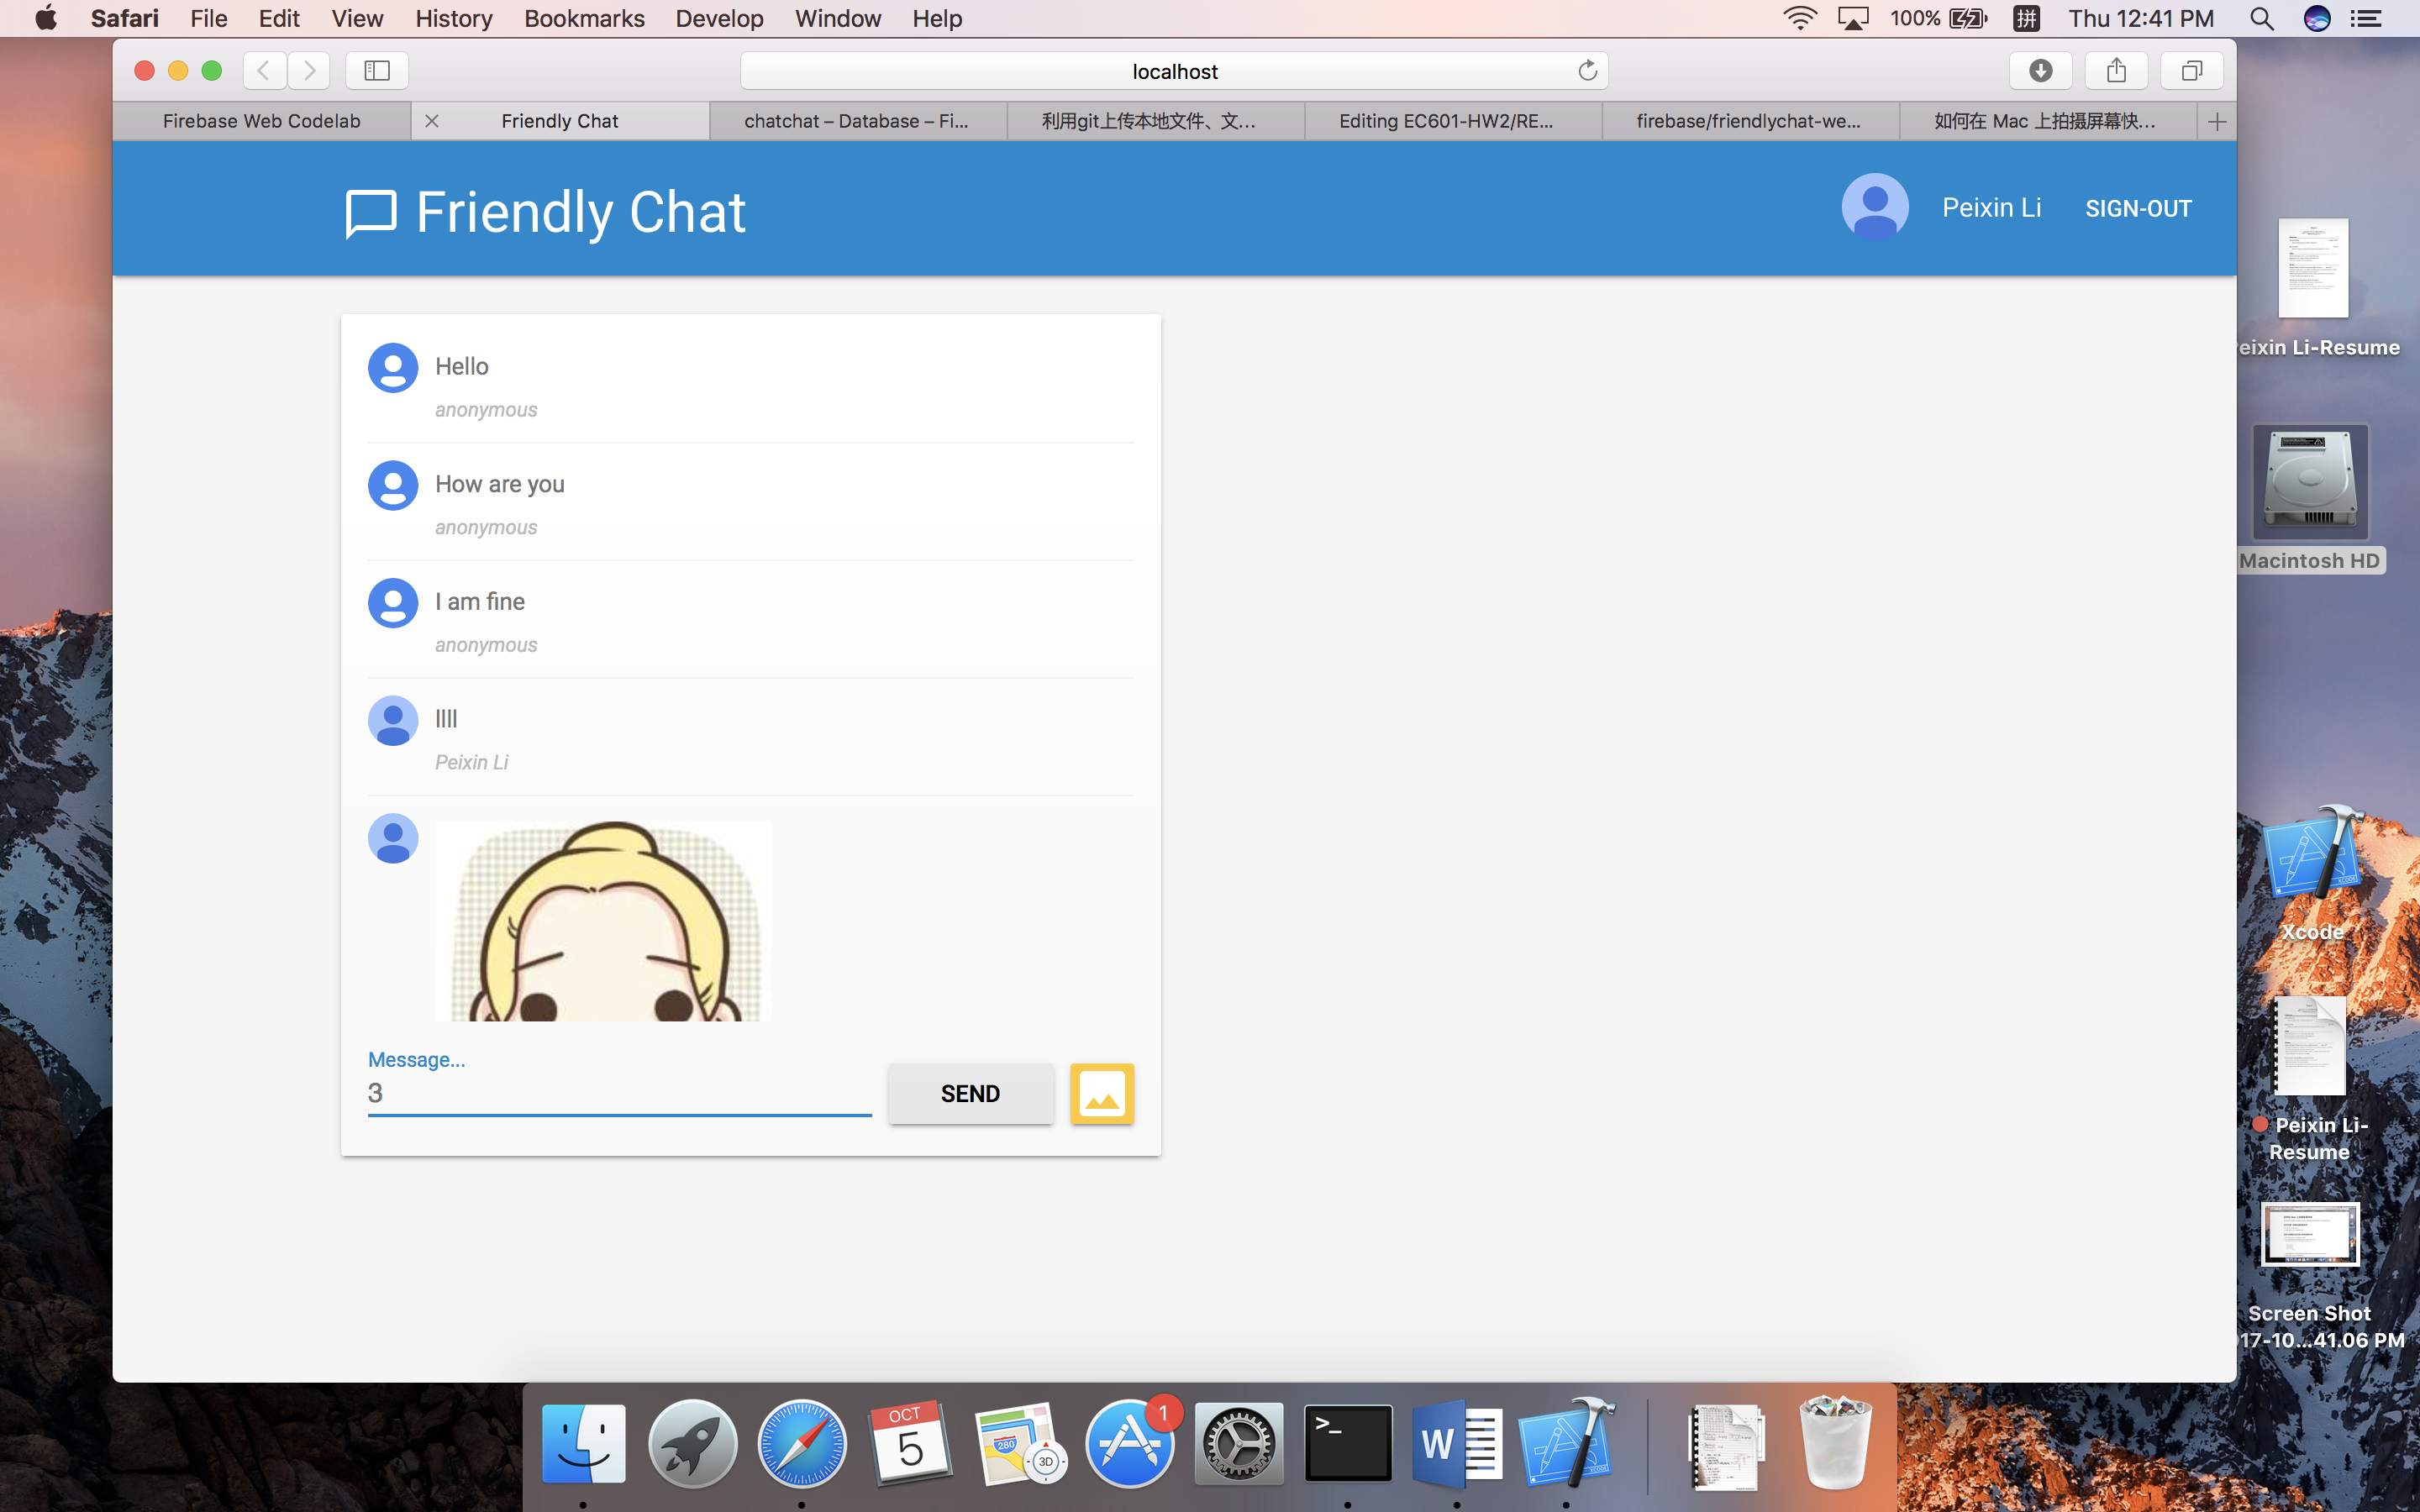 Safari File Edit View History Bookmarks Develop Window Help 100% 拼 Thu 12:41 PM
localhost
Firebase Web Codelab Friendly Chat chatchat – Database – Fi... 利用git上传本地文件、文... Editing EC601-HW2/RE... firebase/friendlychat-we... 如何在 Mac 上拍摄屏幕快...
Friendly Chat Peixin Li SIGN-OUT
Hello
anonymous
How are you
anonymous
I am fine
anonymous
llll
Peixin Li
Message...
3
SEND
eixin Li-Resume
Macintosh HD
Xcode
Peixin Li-
Resume
Screen Shot
17-10...41.06 PM
OCT
5
280
3D
1
>_
W